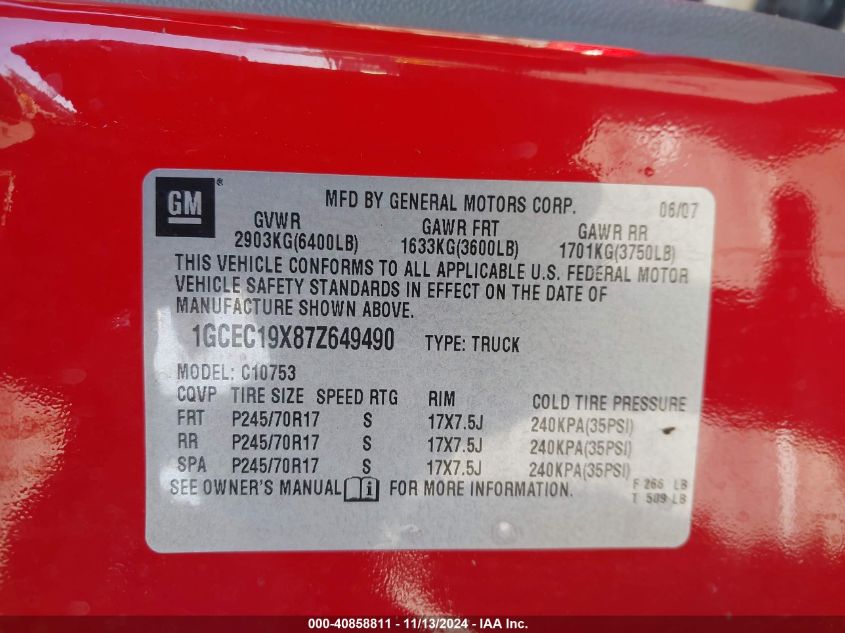 GM ® MFD BY GENERAL MOTORS CORP. 06/07
GVWR GAWR FRT GAWR RR
2903KG(6400LB) 1633KG(3600LB) 1701KG(3750LB)
THIS VEHICLE CONFORMS TO ALL APPLICABLE U.S. FEDERAL MOTOR
VEHICLE SAFETY STANDARDS IN EFFECT ON THE DATE OF
MANUFACTURE SHOWN ABOVE.
1GCEC19X87Z649490 TYPE: TRUCK
MODEL: C10753
CQVP TIRE SIZE SPEED RTG RIM COLD TIRE PRESSURE
FRT P245/70R17 S 17X7.5J 240KPA(35PSI)
RR P245/70R17 S 17X7.5J 240KPA(35PSI)
SPA P245/70R17 S 17X7.5J 240KPA(35PSI)
SEE OWNER'S MANUAL i FOR MORE INFORMATION.
F 266 LB
T 509 LB
000-40858811 - 11/13/2024 - IAA Inc.